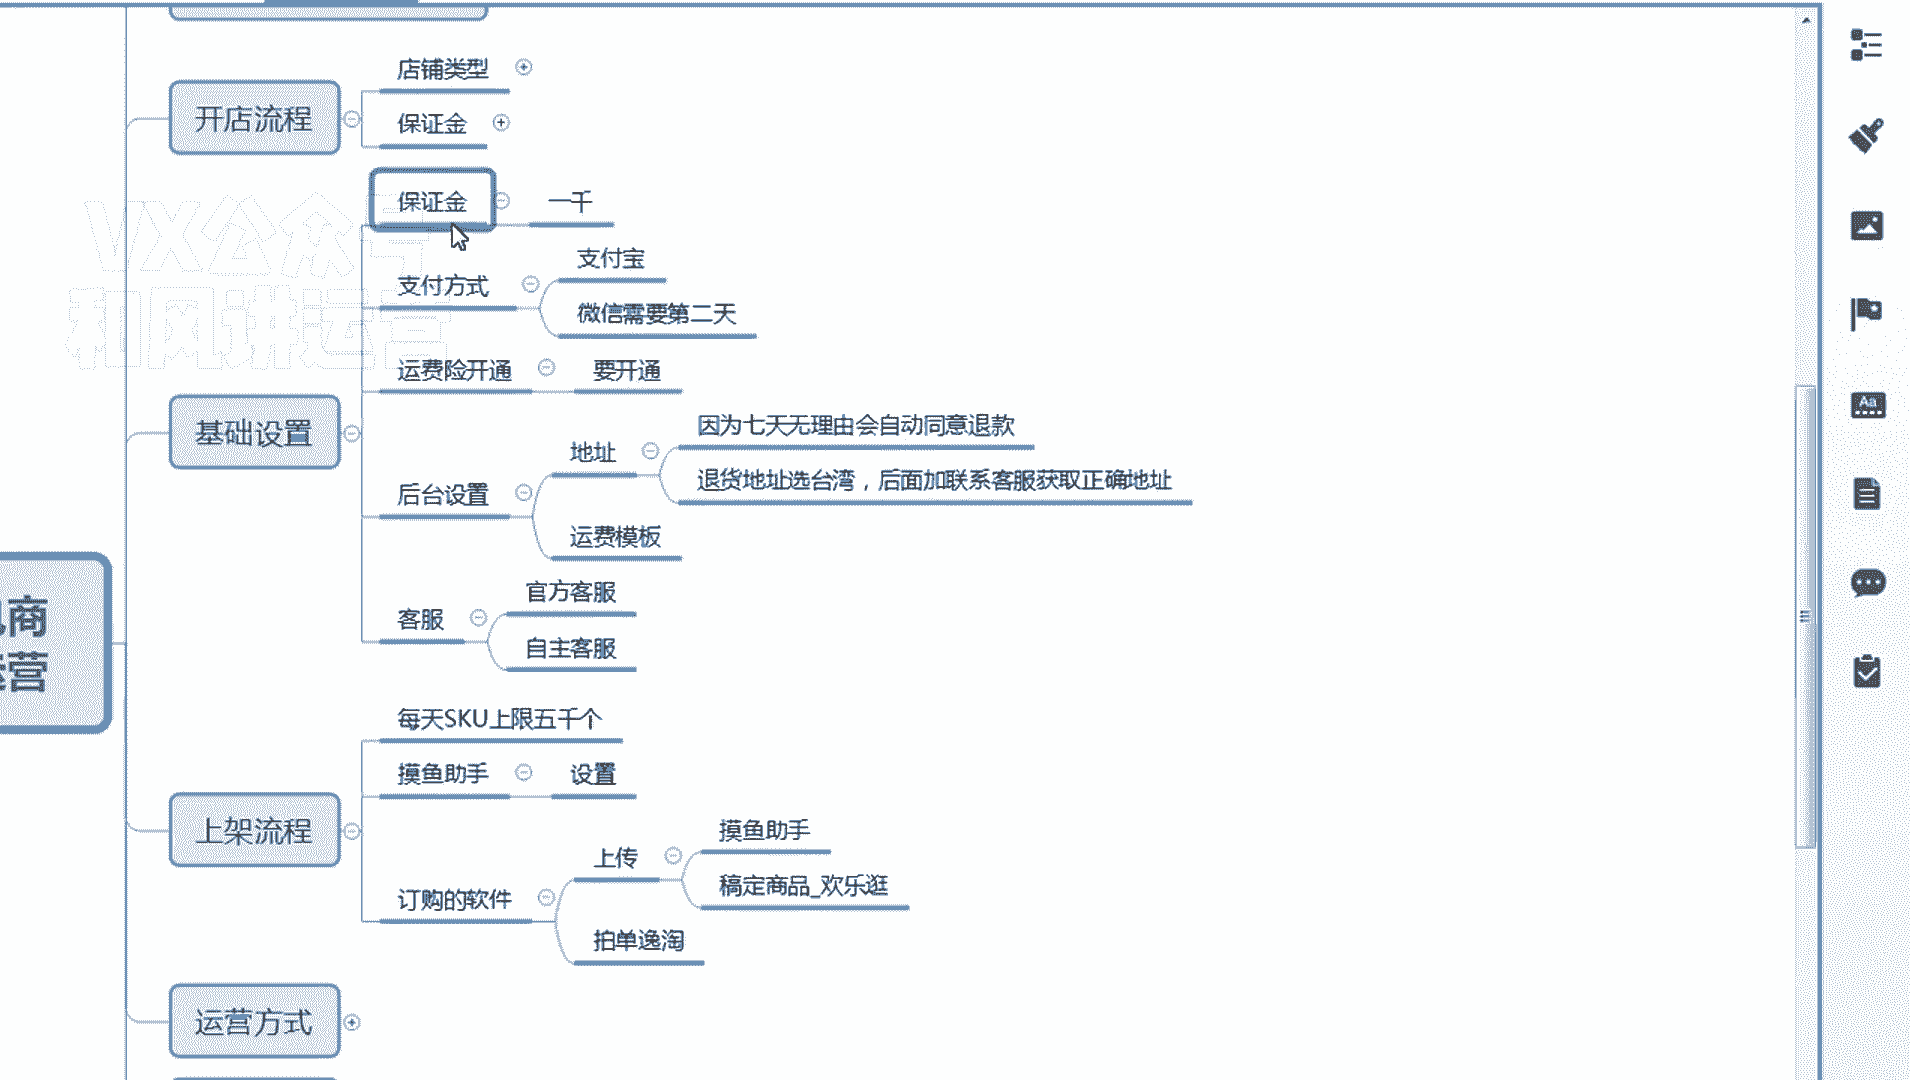 店铺类型
开店流程
保证金
保证金
一千
VX公众号
和风讲运营
支付方式
支付宝
微信需要第二天
运费险开通
要开通
基础设置
后台设置
地址
因为七天无理由会自动同意退款
退货地址选台湾，后面加联系客服获取正确地址
运费模板
客服
官方客服
自主客服
商
营
每天SKU上限五千个
摸鱼助手
设置
上架流程
订购的软件
上传
摸鱼助手
稿定商品_欢乐逛
拍单逸淘
运营方式
Aa